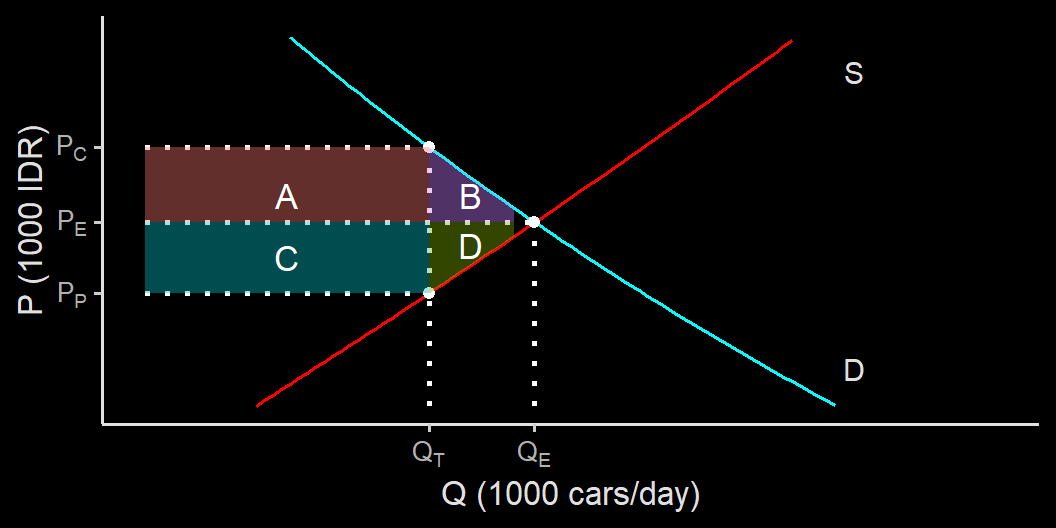 S
P_C
A
B
P_E
D
C
P_P
D
Q_T
Q_E
P (1000 IDR)
Q (1000 cars/day)